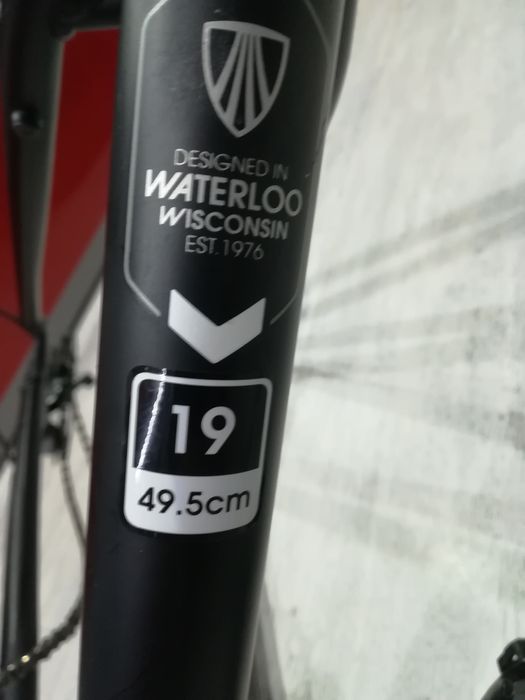 DESIGNED IN
WATERLOO
WISCONSIN
EST. 1976
19
49.5cm